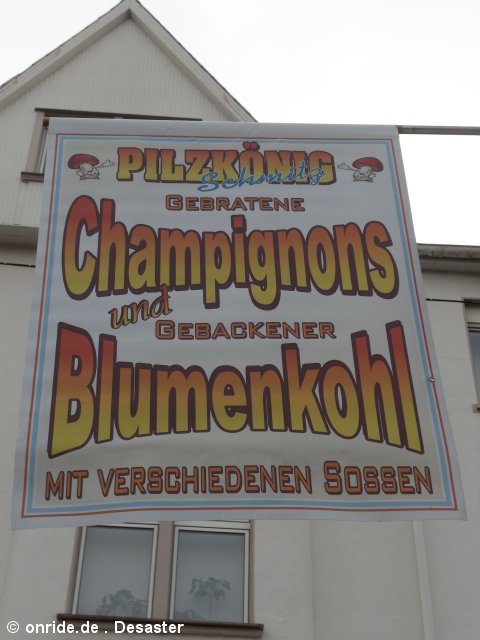 PILZKÖNIG
Schmitz
GEBRATENE
Champignons
und
GEBACKENER
Blumenkohl
MIT VERSCHIEDENEN SOSSEN
© onride.de . Desaster